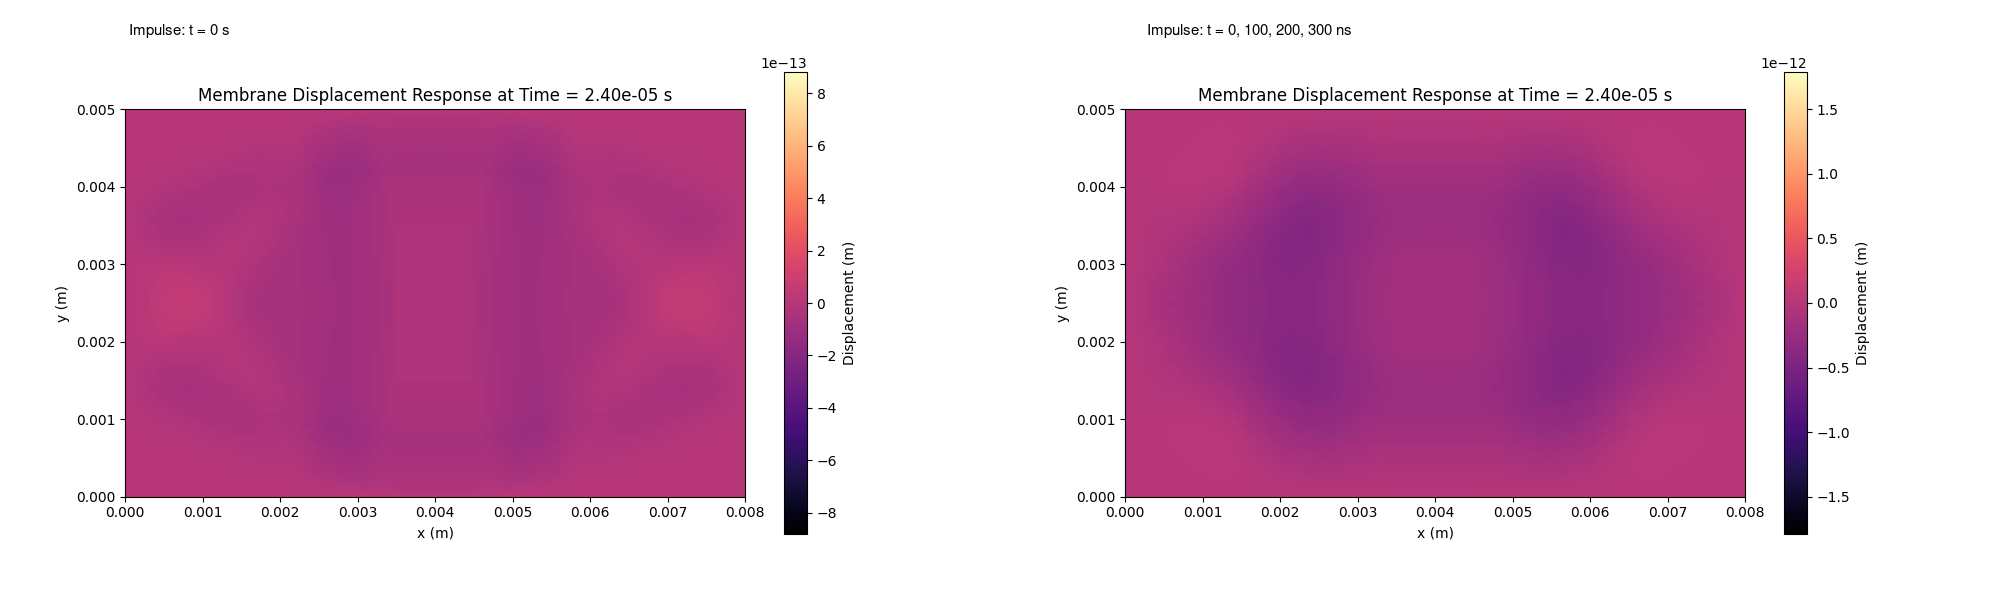 Impulse: t = 0 s
1e−13
Membrane Displacement Response at Time = 2.40e-05 s
0.005
0.004
0.003
0.002
0.001
0.000
y (m)
0.000 0.001 0.002 0.003 0.004 0.005 0.006 0.007 0.008
x (m)
8
6
4
2
0
−2
−4
−6
−8
Displacement (m)
Impulse: t = 0, 100, 200, 300 ns
1e−12
Membrane Displacement Response at Time = 2.40e-05 s
0.005
0.004
0.003
0.002
0.001
0.000
y (m)
0.000 0.001 0.002 0.003 0.004 0.005 0.006 0.007 0.008
x (m)
1.5
1.0
0.5
0.0
−0.5
−1.0
−1.5
Displacement (m)